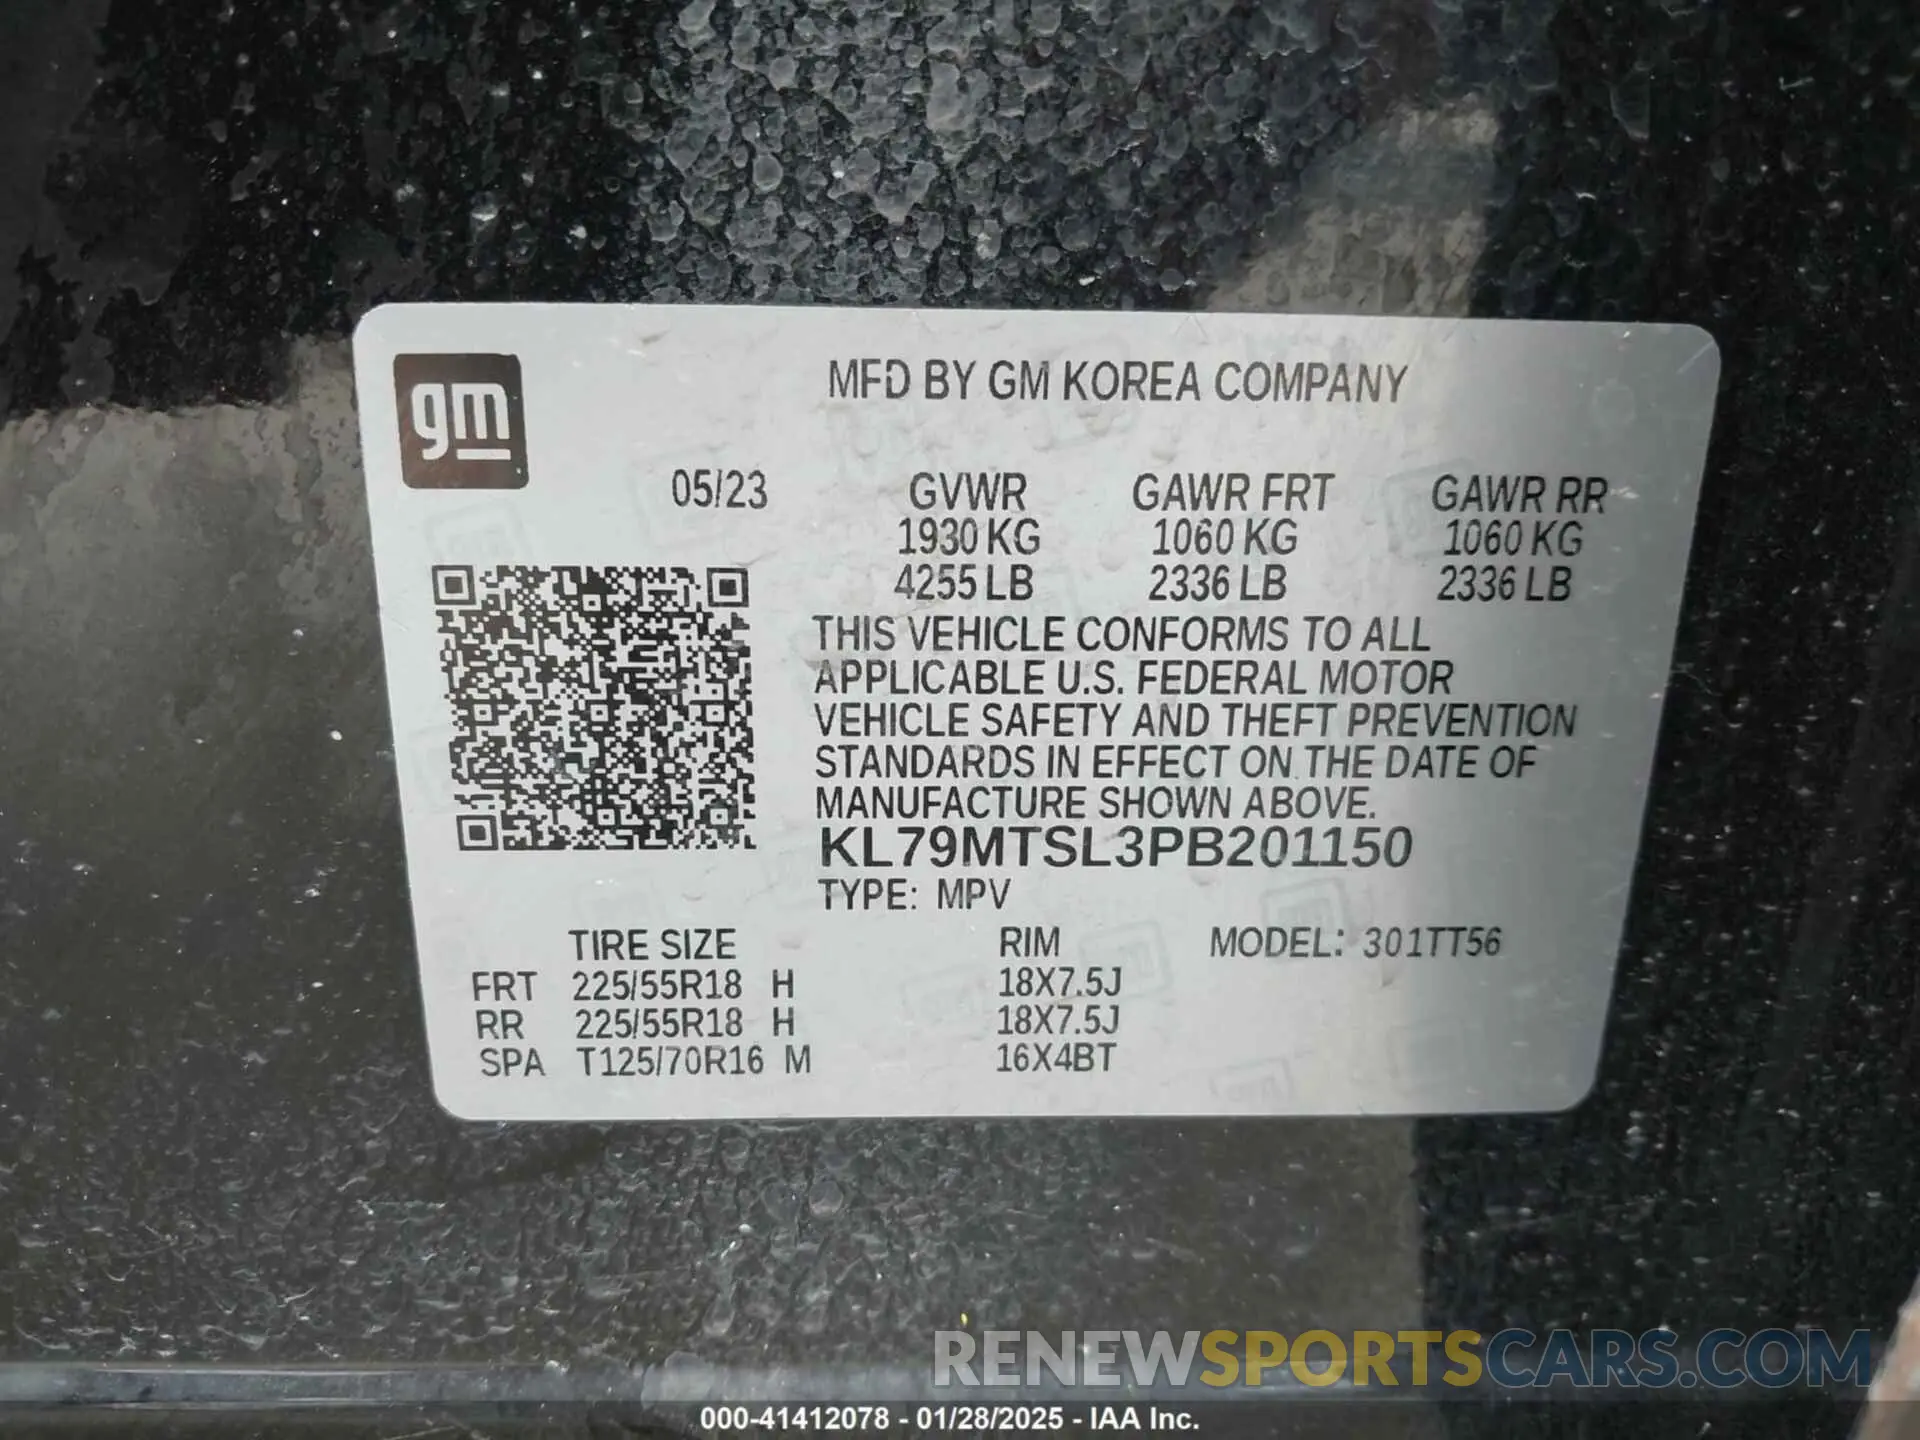 gm
MFD BY GM KOREA COMPANY
05/23 GVWR GAWR FRT GAWR RR
1930 KG 1060 KG 1060 KG
4255 LB 2336 LB 2336 LB
THIS VEHICLE CONFORMS TO ALL
APPLICABLE U.S. FEDERAL MOTOR
VEHICLE SAFETY AND THEFT PREVENTION
STANDARDS IN EFFECT ON THE DATE OF
MANUFACTURE SHOWN ABOVE.
KL79MTSL3PB201150
TYPE: MPV
TIRE SIZE RIM MODEL: 301TT56
FRT 225/55R18 H 18X7.5J
RR 225/55R18 H 18X7.5J
SPA T125/70R16 M 16X4BT
RENEWSPORTSCARS.COM
000-41412078 - 01/28/2025 - IAA Inc.